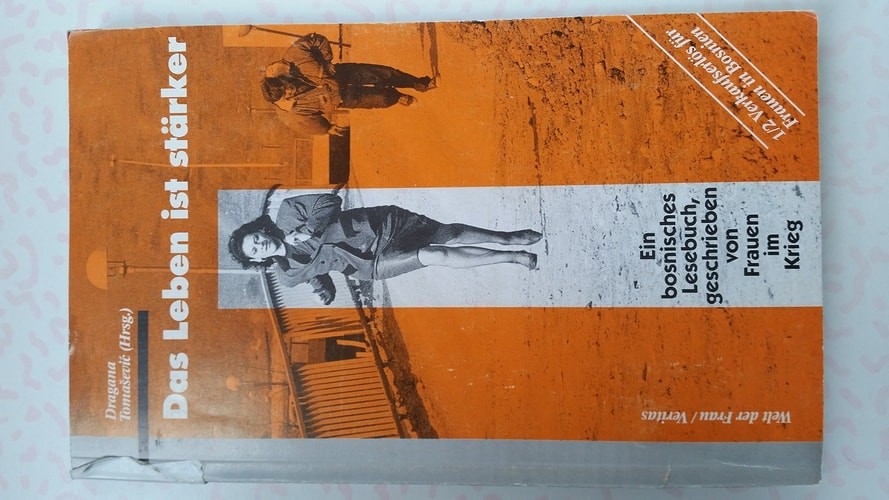 Dragana
Tomašević (Hrsg.)
Das Leben ist stärker
1/2 Verkaufserlös für
Frauen in Bosnien
Ein
bosnisches
Lesebuch,
geschrieben
von
Frauen
im
Krieg
Welt der Frau / Veritas